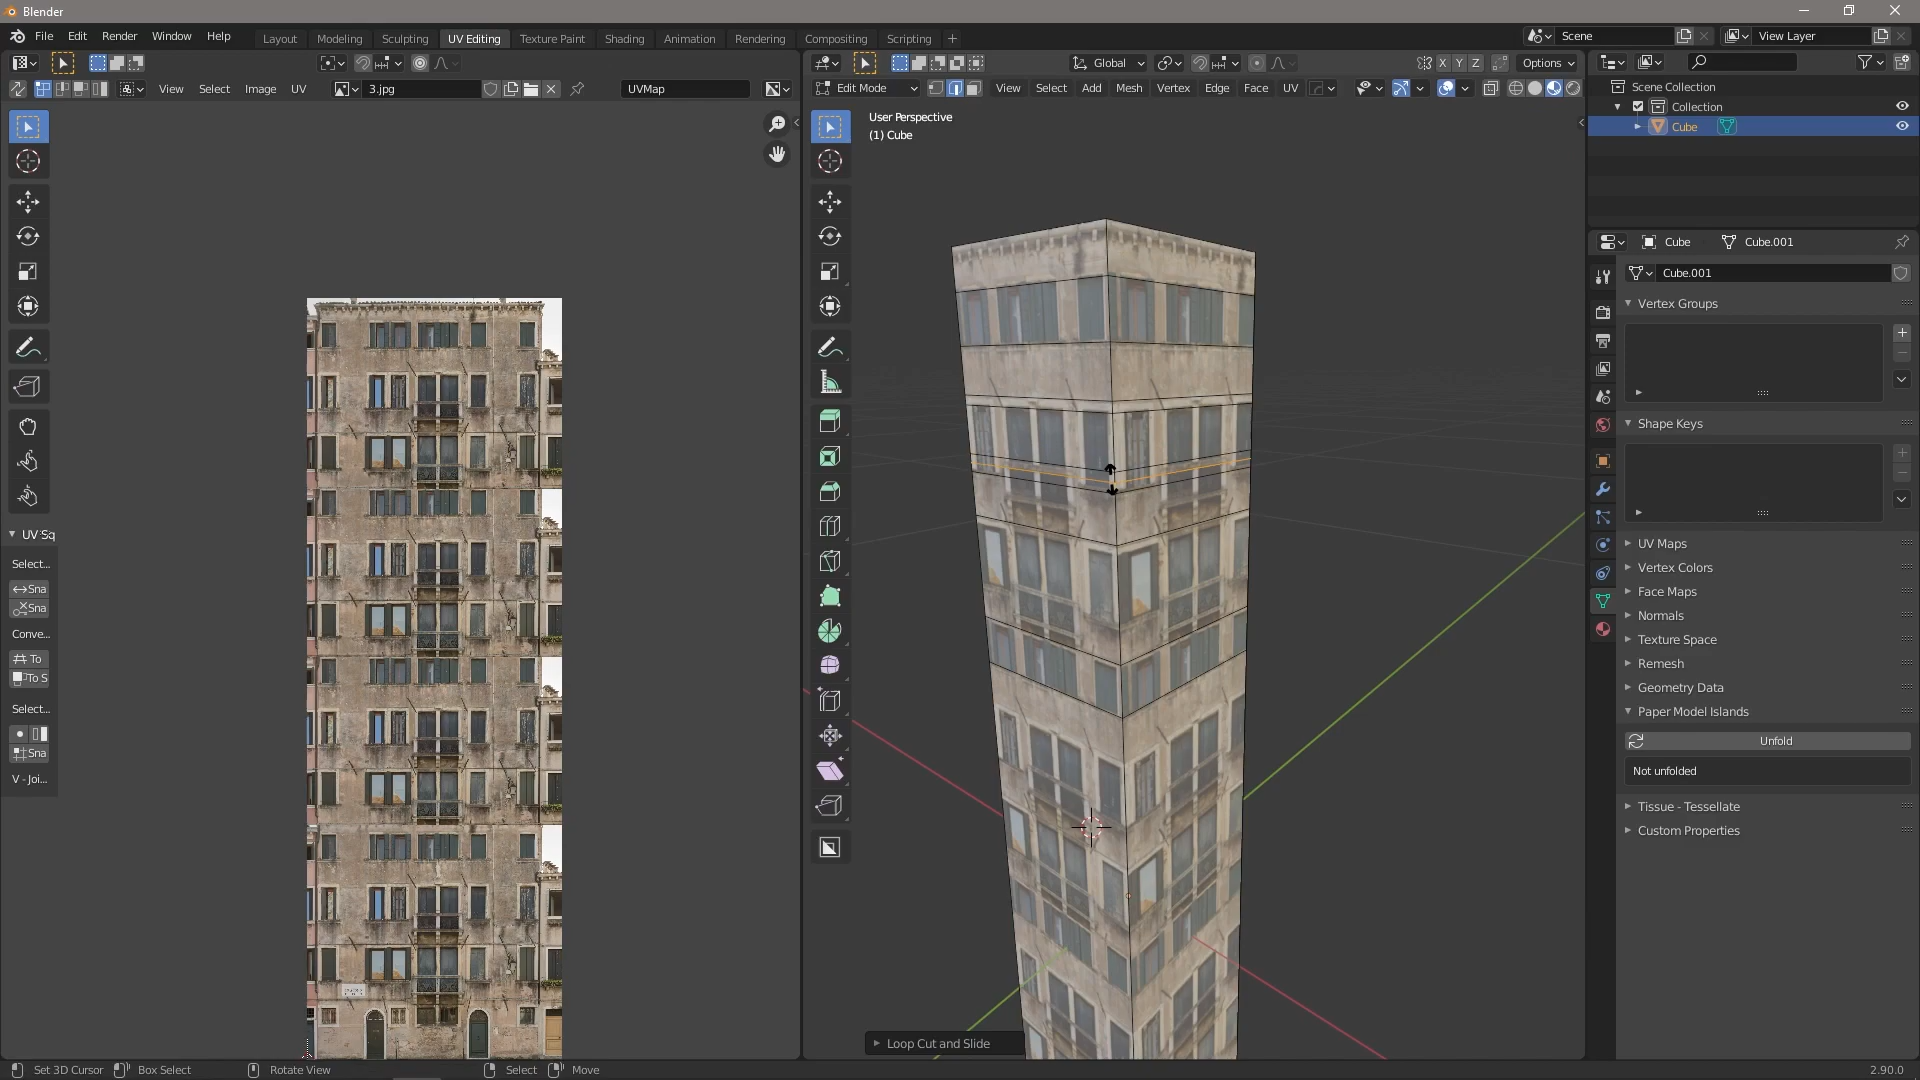 Blender
File Edit Render Window Help
Layout Modeling Sculpting UV Editing Texture Paint Shading Animation Rendering Compositing Scripting +
Scene
View Layer
Global
X Y Z
Options
View Select Image UV
3.jpg
UVMap
Edit Mode
View Select Add Mesh Vertex Edge Face UV
Scene Collection
Collection
Cube
User Perspective
(1) Cube
Cube
Cube.001
Cube.001
Vertex Groups
Shape Keys
UV Sq
Select...
Sna
Sna
Conve...
To
To S
Select...
Sna
V - Joi...
UV Maps
Vertex Colors
Face Maps
Normals
Texture Space
Remesh
Geometry Data
Paper Model Islands
Unfold
Not unfolded
Tissue - Tessellate
Custom Properties
Loop Cut and Slide
Set 3D Cursor
Box Select
Rotate View
Select
Move
2.90.0